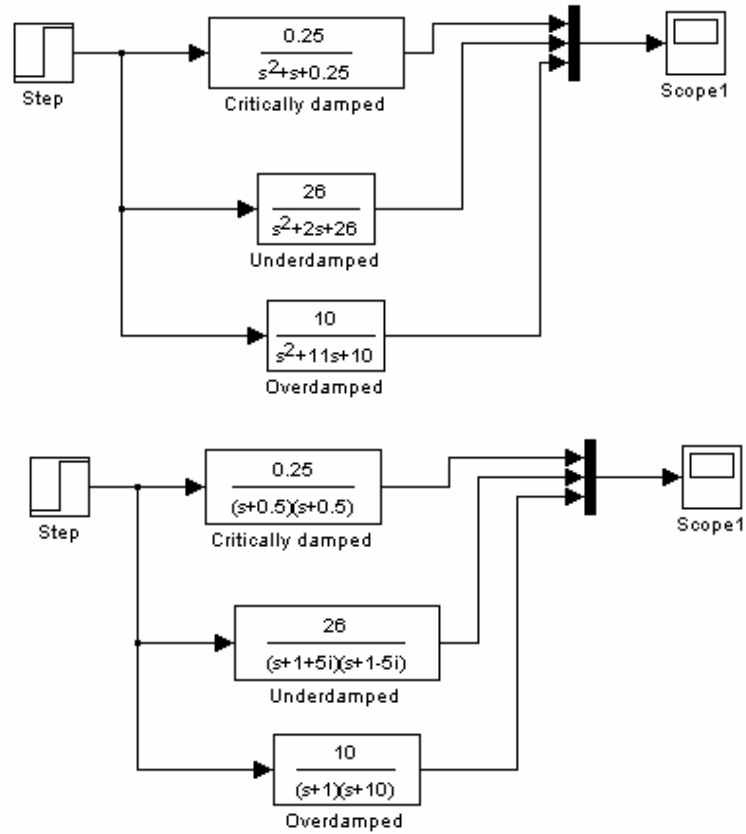 0.25
s²+s+0.25
Critically damped
Step
Scope1
26
s²+2s+26
Underdamped
10
s²+11s+10
Overdamped
0.25
(s+0.5)(s+0.5)
Critically damped
Step
Scope1
26
(s+1+5i)(s+1-5i)
Underdamped
10
(s+1)(s+10)
Overdamped